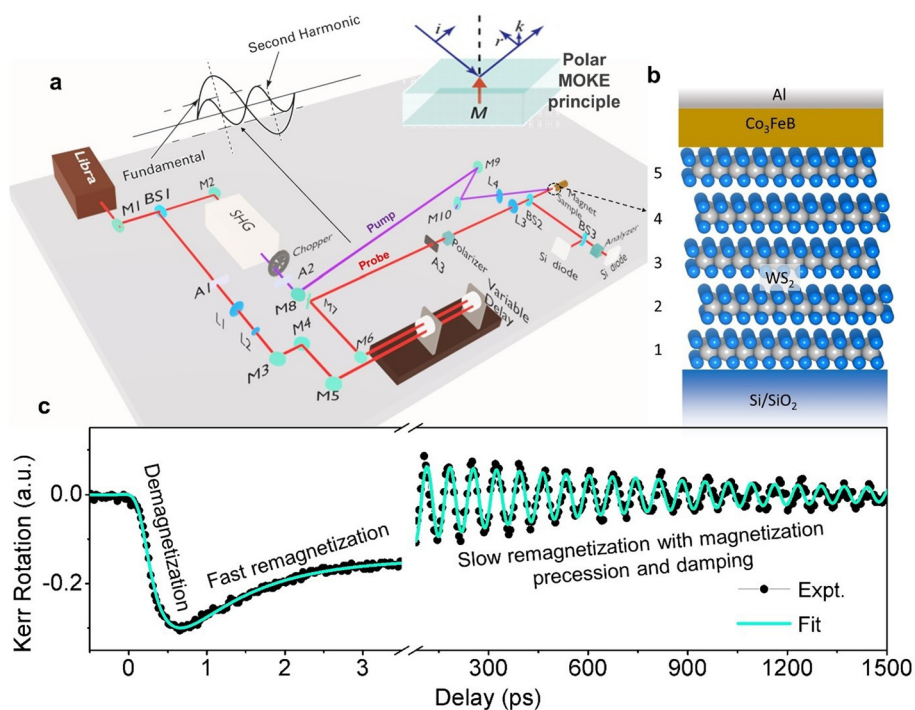 a
Fundamental
Second Harmonic
i
r
k
M
Polar
MOKE
principle
Libra
M1
BS1
M2
SHG
Chopper
A2
M8
Pump
Probe
M9
L4
M10
L3
BS2
Sample
Magnet
BS3
Analyzer
Si diode
Si diode
A3
Polarizer
A1
L1
L2
M3
M4
M5
M6
M7
Variable
Delay
b
Al
Co₃FeB
5
4
3
WS₂
2
1
Si/SiO₂
c
Kerr Rotation (a.u.)
0.0
-0.2
Demagnetization
Fast remagnetization
Slow remagnetization with magnetization
precession and damping
Expt.
Fit
0 1 2 3 300 600 900 1200 1500
Delay (ps)